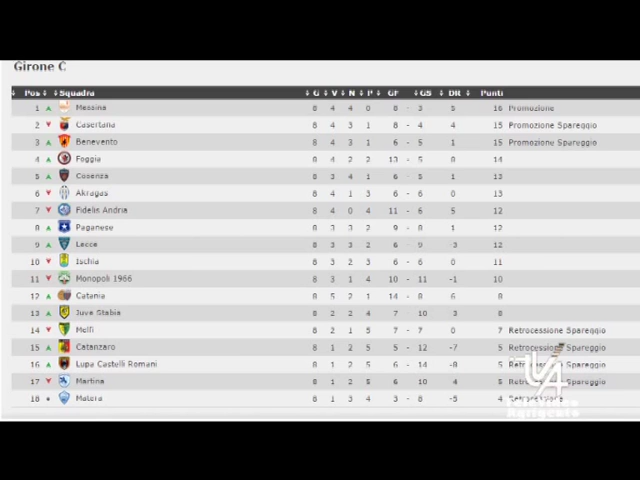 Girone C
Pos Squadra G V N P GF - GS DR Punti
1 Messina 8 4 4 0 8 - 3 5 16 Promozione
2 Casertana 8 4 3 1 8 - 4 4 15 Promozione Spareggio
3 Benevento 8 4 3 1 6 - 5 1 15 Promozione Spareggio
4 Foggia 8 4 2 2 13 - 5 8 14
5 Cosenza 8 3 4 1 6 - 5 1 13
6 Akragas 8 4 1 3 6 - 6 0 13
7 Fidelis Andria 8 4 0 4 11 - 6 5 12
8 Paganese 8 3 3 2 9 - 8 1 12
9 Lecce 8 3 3 2 6 - 9 -3 12
10 Ischia 8 3 2 3 6 - 6 0 11
11 Monopoli 1966 8 3 1 4 10 - 11 -1 10
12 Catania 8 5 2 1 14 - 8 6 8
13 Juve Stabia 8 2 2 4 7 10 3 8
14 Melfi 8 2 1 5 7 - 7 0 7 Retrocessione Spareggio
15 Catanzaro 8 1 2 5 5 - 12 -7 5 Retrocessione Spareggio
16 Lupa Castelli Romani 8 1 2 5 6 - 14 -8 5 Retrocessione Spareggio
17 Martina 8 1 2 5 6 10 4 5 Retrocessione Spareggio
18 Matera 8 1 3 4 3 - 8 -5 4 Retrocessione
Agrigento